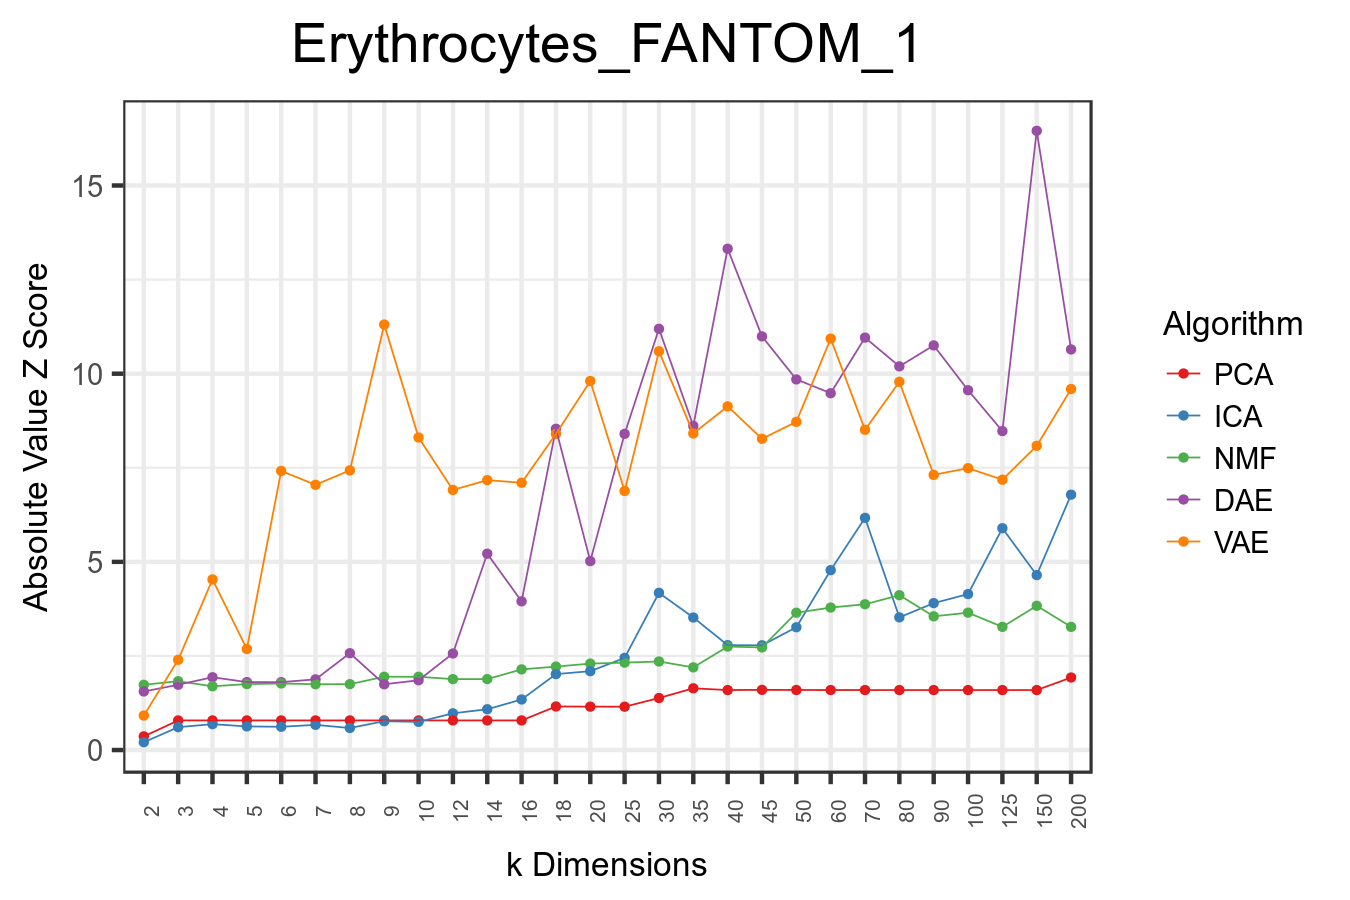 Erythrocytes_FANTOM_1
Absolute Value Z Score
15
10
5
0
2 3 4 5 6 7 8 9 10 12 14 16 18 20 25 30 35 40 45 50 60 70 80 90 100 125 150 200
k Dimensions
Algorithm
PCA
ICA
NMF
DAE
VAE